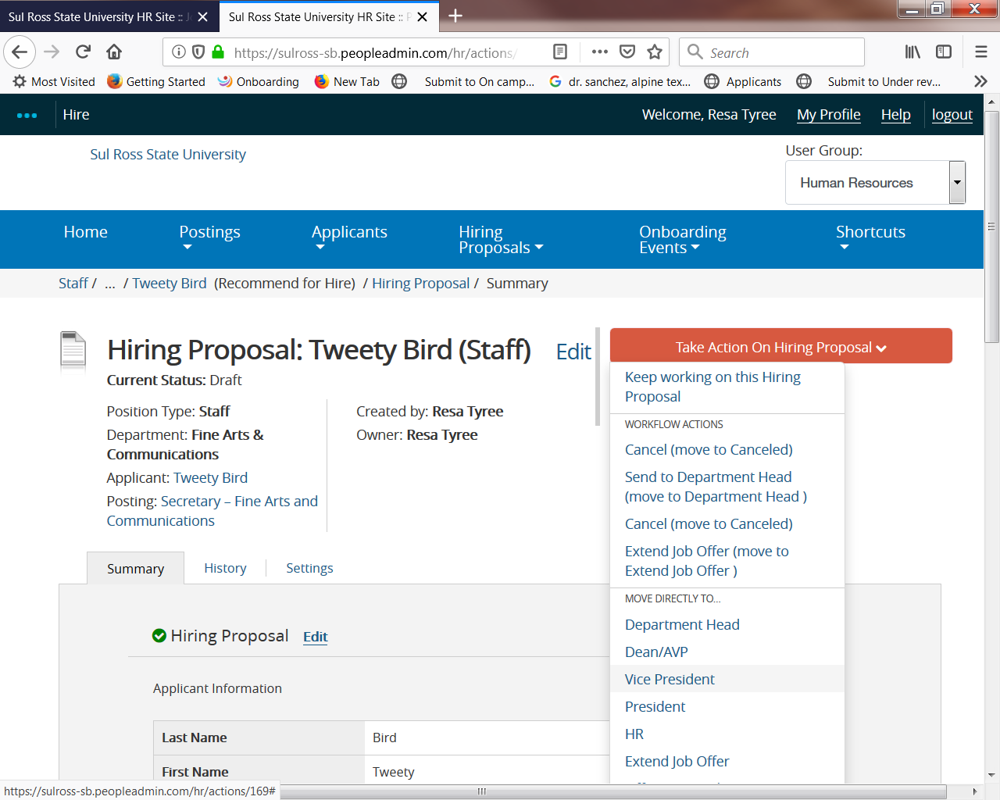 Sul Ross State University HR Site :: J
Sul Ross State University HR Site :: P
https://sulross-sb.peopleadmin.com/hr/actions/
Search
Most Visited
Getting Started
Onboarding
New Tab
Submit to On camp...
dr. sanchez, alpine tex...
Applicants
Submit to Under rev...
Hire
Welcome, Resa Tyree
My Profile
Help
logout
Sul Ross State University
User Group:
Human Resources
Home
Postings
Applicants
Hiring
Proposals
Onboarding
Events
Shortcuts
Staff / ... / Tweety Bird (Recommend for Hire) / Hiring Proposal / Summary
Hiring Proposal: Tweety Bird (Staff)
Edit
Current Status: Draft
Position Type: Staff
Department: Fine Arts &
Communications
Applicant: Tweety Bird
Posting: Secretary – Fine Arts and
Communications
Created by: Resa Tyree
Owner: Resa Tyree
Take Action On Hiring Proposal
Keep working on this Hiring
Proposal
WORKFLOW ACTIONS
Cancel (move to Canceled)
Send to Department Head
(move to Department Head )
Cancel (move to Canceled)
Extend Job Offer (move to
Extend Job Offer )
MOVE DIRECTLY TO...
Department Head
Dean/AVP
Vice President
President
HR
Extend Job Offer
Summary
History
Settings
Hiring Proposal
Edit
Applicant Information
Last Name
Bird
First Name
Tweety
https://sulross-sb.peopleadmin.com/hr/actions/169#